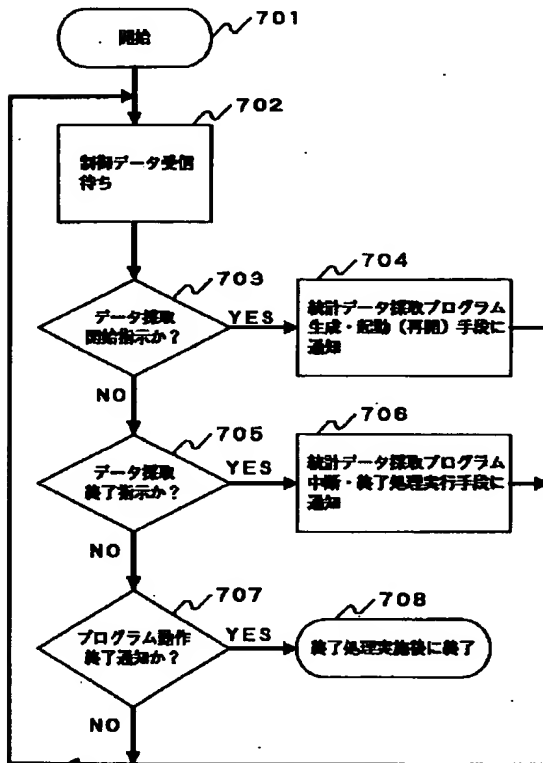 701
開始
702
制御データ受信
待ち
703
データ採取
開始指示か?
YES
704
統計データ採取プログラム
生成・起動(再開)手段に
通知
NO
705
データ採取
終了指示か?
YES
706
統計データ採取プログラム
中断・終了処理実行手段に
通知
NO
707
プログラム動作
終了通知か?
YES
708
終了処理実施後に終了
NO